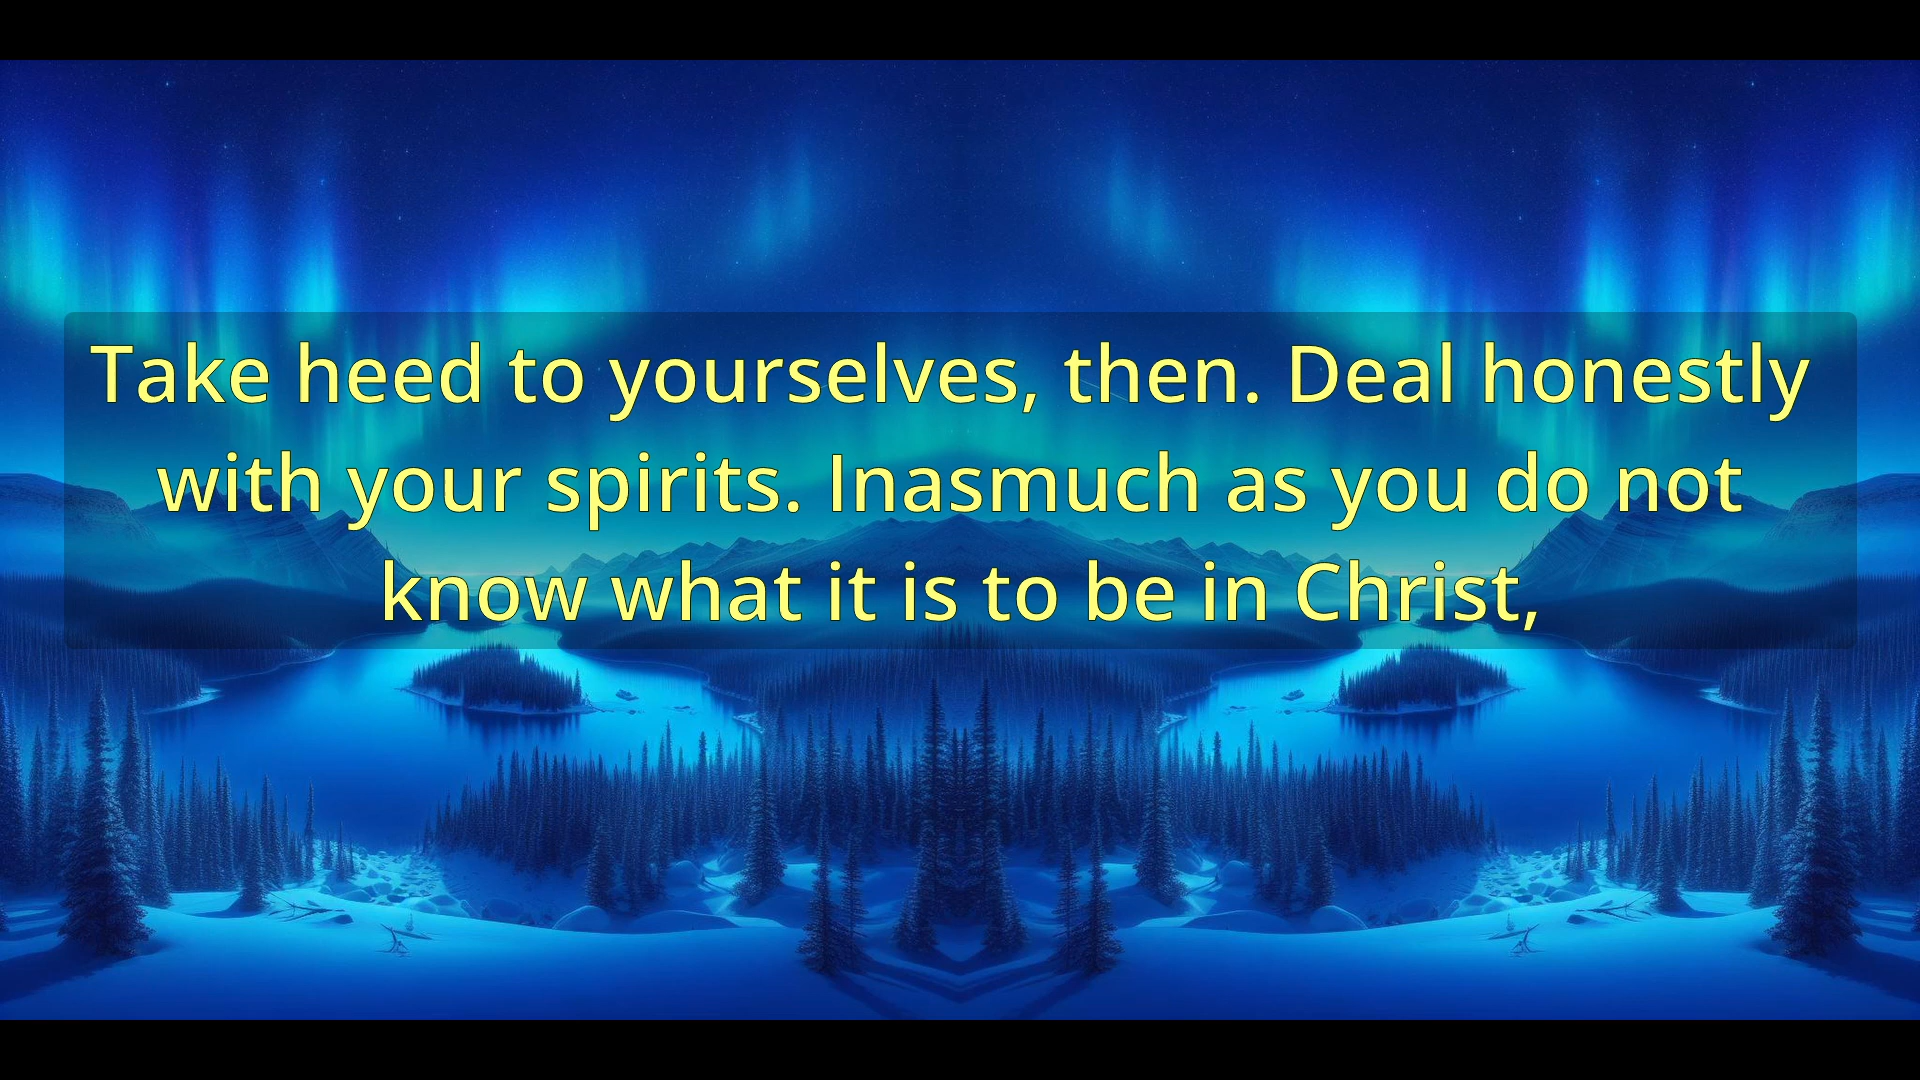 Take heed to yourselves, then. Deal honestly
with your spirits. Inasmuch as you do not
know what it is to be in Christ,